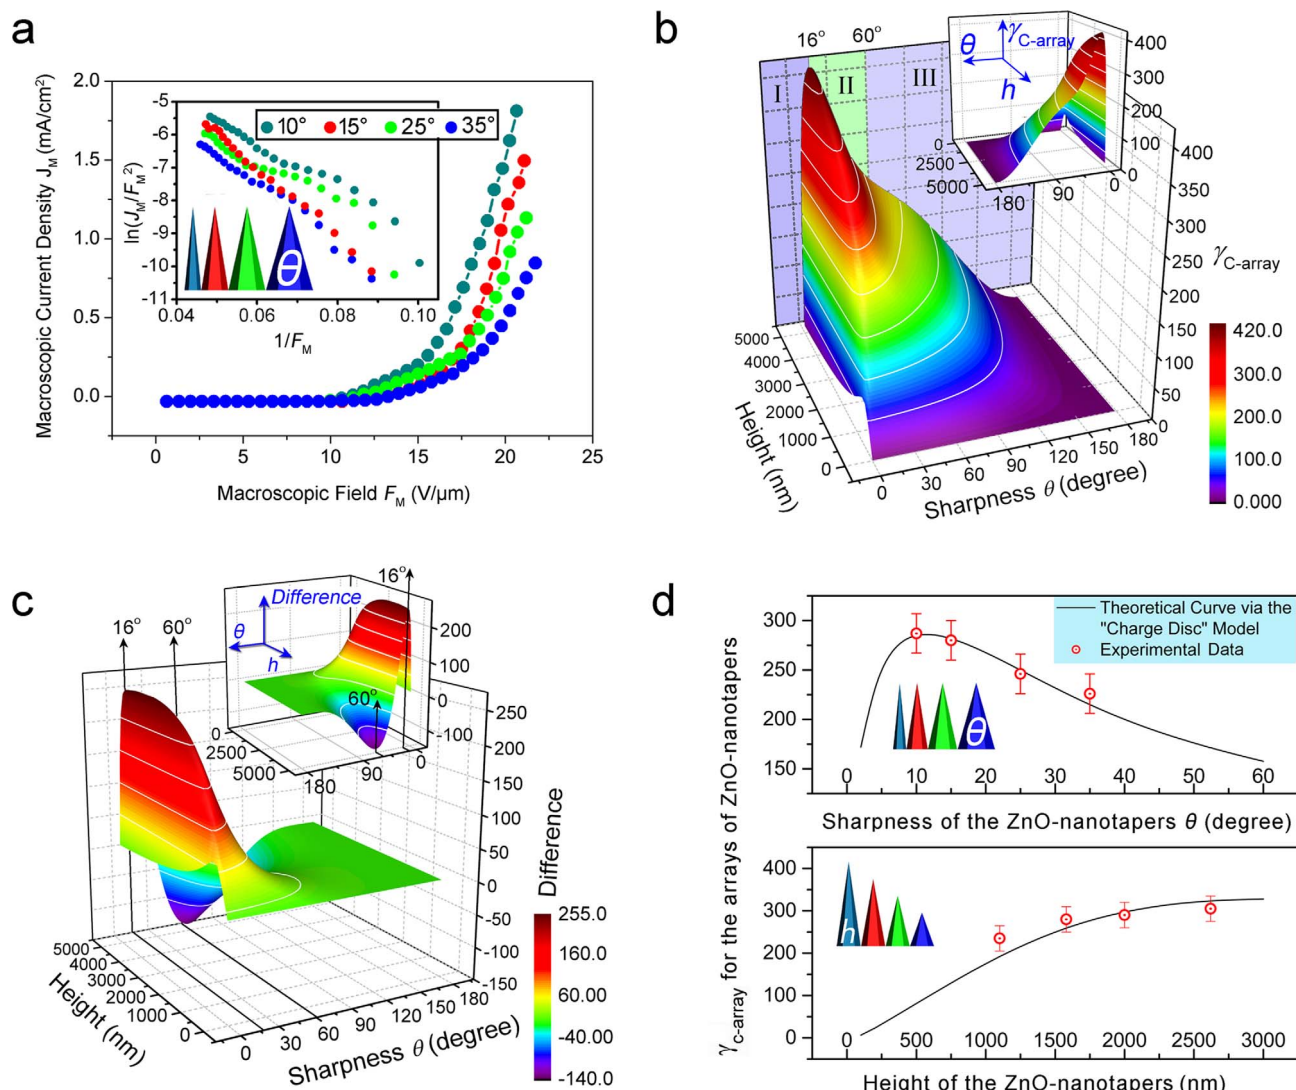 a
Macroscopic Current Density J_M (mA/cm²)
2.0
1.5
1.0
0.5
0.0
ln(J_M/F_M²)
-5
-6
-7
-8
-9
-10
-11
10° 15° 25° 35°
θ
0.04 0.06 0.08 0.10
1/F_M
0 5 10 15 20 25
Macroscopic Field F_M (V/µm)
b
16° 60°
I II III
θ γC-array h
400
300
200
100
0
0
2500
5000
180 90 0
400
350
300
250
200
150
100
50
0
γC-array
420.0
300.0
200.0
100.0
0.000
5000
4000
3000
2000
1000
0
Height (nm)
0 30 60 90 120 150 180
Sharpness θ (degree)
c
16° 60°
Difference
θ
h
16°
60°
200
100
0
-100
0
2500
5000
180 90 0
250
200
150
100
50
0
-50
-100
-150
Difference
255.0
160.0
60.00
-40.00
-140.0
5000
4000
3000
2000
1000
0
Height (nm)
0 30 60 90 120 150 180
Sharpness θ (degree)
d
γC-array for the arrays of ZnO-nanotapers
300
250
200
150
125
Theoretical Curve via the
"Charge Disc" Model
Experimental Data
θ
0 10 20 30 40 50 60
Sharpness of the ZnO-nanotapers θ (degree)
400
300
200
100
0
h
0 500 1000 1500 2000 2500 3000
Height of the ZnO-nanotapers (nm)